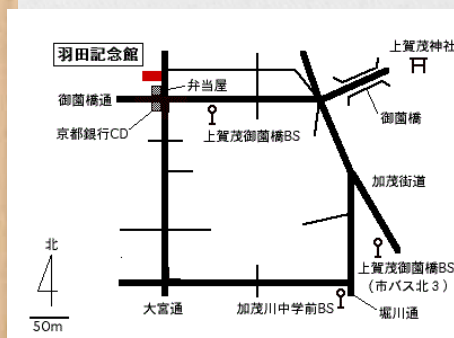 羽田記念館
上賀茂神社
弁当屋
御薗橋通
御薗橋
京都銀行CD
上賀茂御薗橋BS
加茂街道
北
上賀茂御薗橋BS
(市バス北3)
50m
大宮通
加茂川中学前BS
堀川通